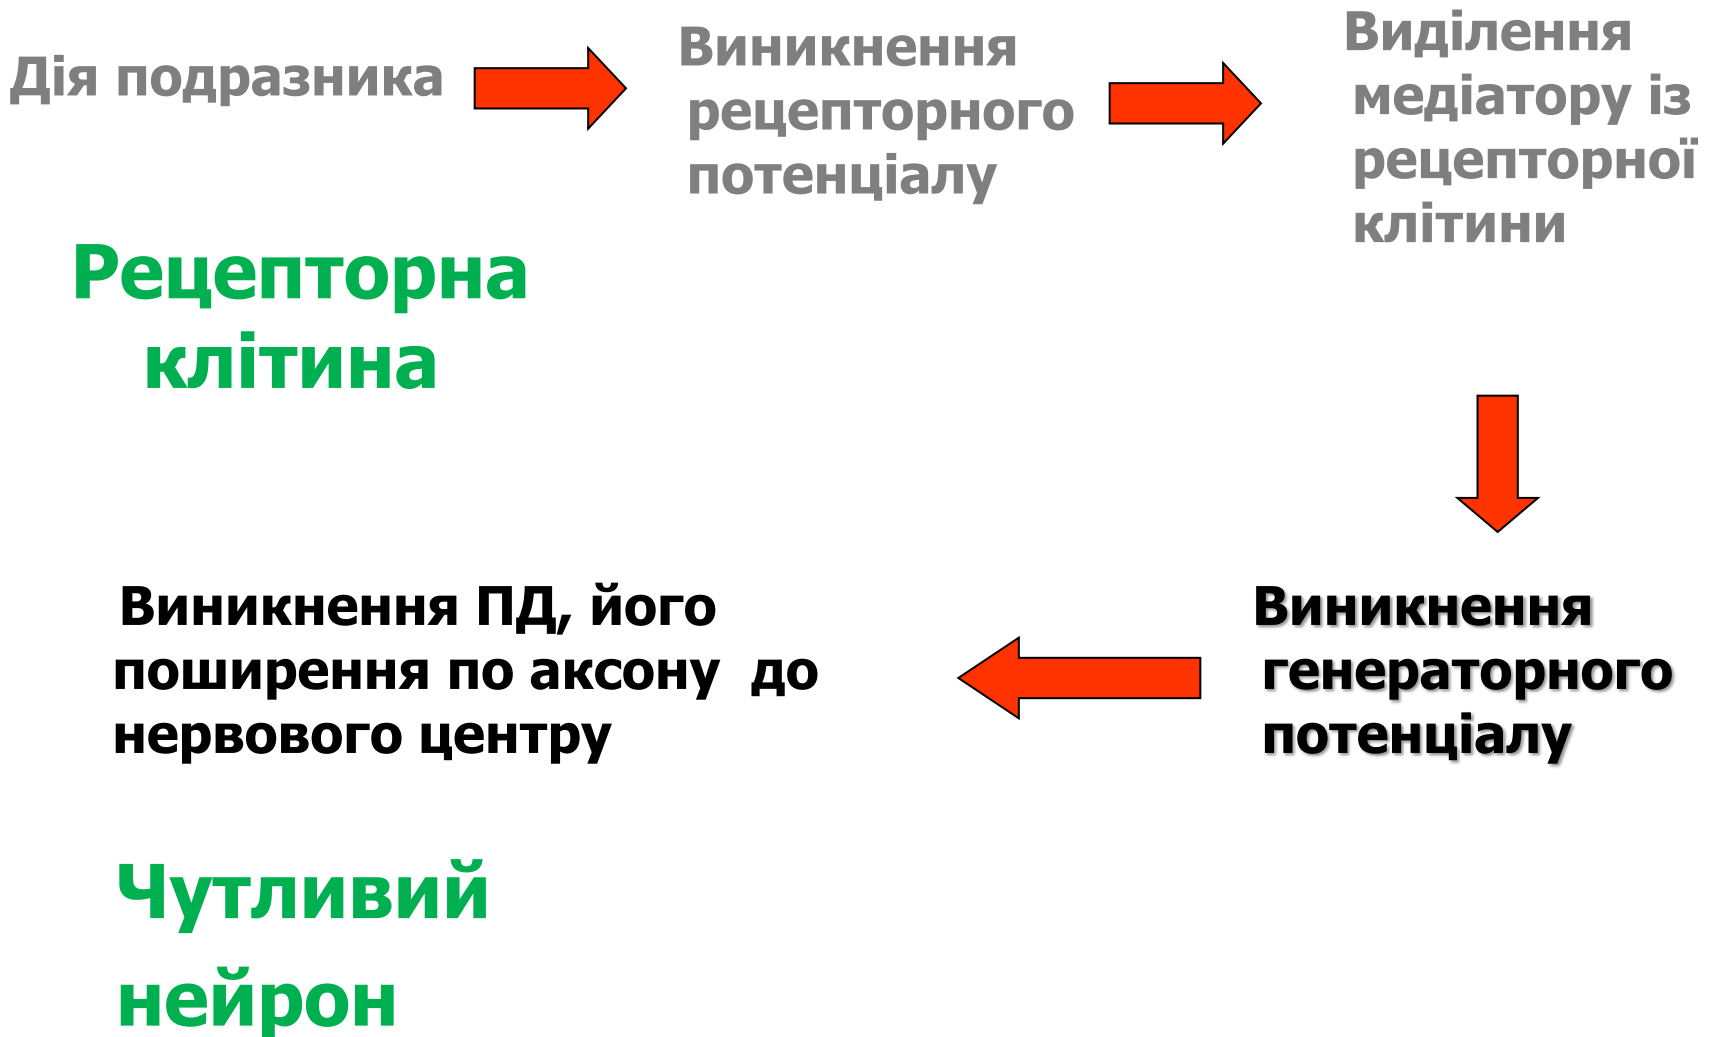 Дія подразника
Виникнення
рецепторного
потенціалу
Виділення
медіатору із
рецепторної
клітини
Рецепторна
клітина
Виникнення ПД, його
поширення по аксону до
нервового центру
Виникнення
генераторного
потенціалу
Чутливий
нейрон